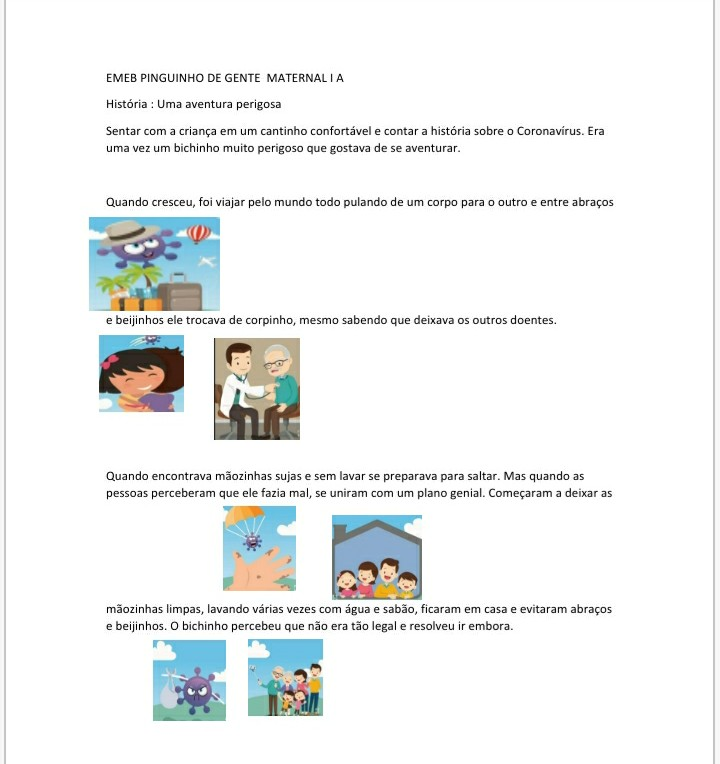 EMEB PINGUINHO DE GENTE  MATERNAL I A
História : Uma aventura perigosa
Sentar com a criança em um cantinho confortável e contar a história sobre o Coronavírus. Era
uma vez um bichinho muito perigoso que gostava de se aventurar.
Quando cresceu, foi viajar pelo mundo todo pulando de um corpo para o outro e entre abraços
e beijinhos ele trocava de corpinho, mesmo sabendo que deixava os outros doentes.
Quando encontrava mãozinhas sujas e sem lavar se preparava para saltar. Mas quando as
pessoas perceberam que ele fazia mal, se uniram com um plano genial. Começaram a deixar as
mãozinhas limpas, lavando várias vezes com água e sabão, ficaram em casa e evitaram abraços
e beijinhos. O bichinho percebeu que não era tão legal e resolveu ir embora.